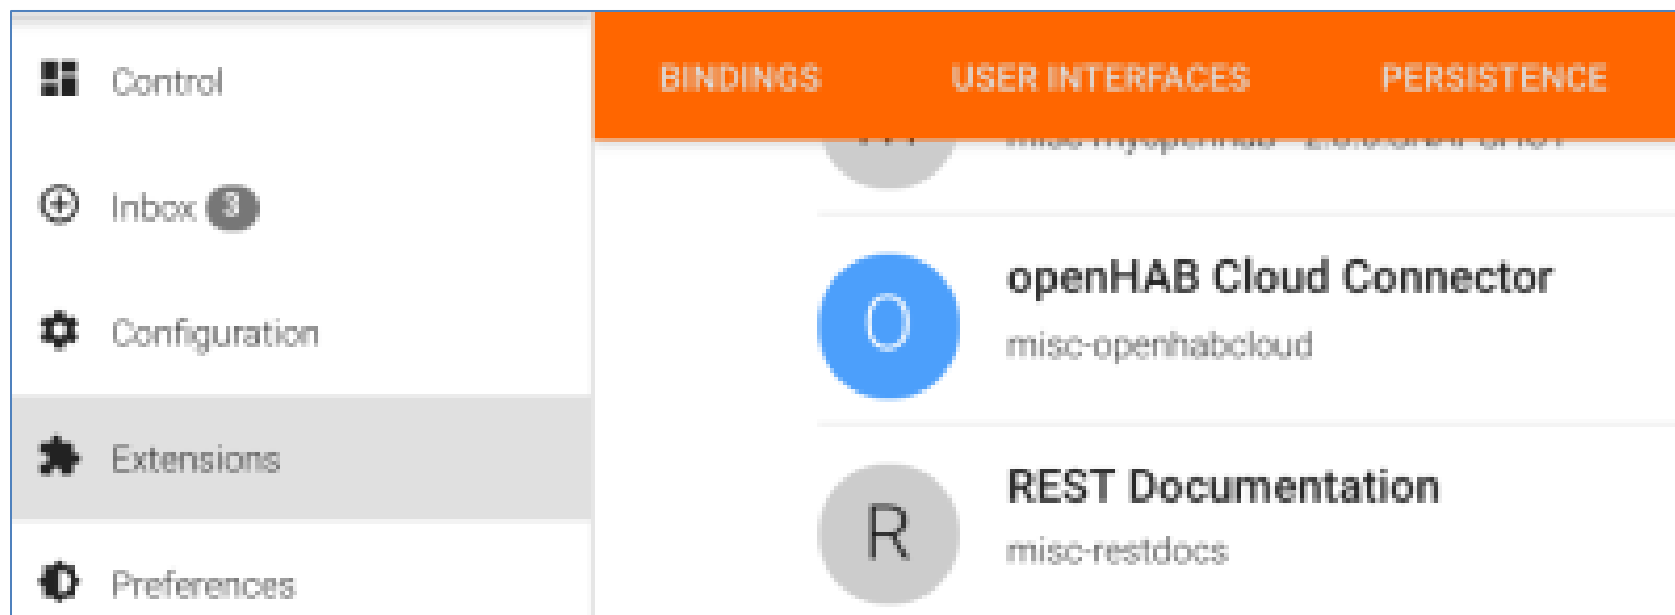 Control
Inbox 3
Configuration
Extensions
Preferences
BINDINGS USER INTERFACES PERSISTENCE
O
openHAB Cloud Connector
misc-openhabcloud
R
REST Documentation
misc-restdocs